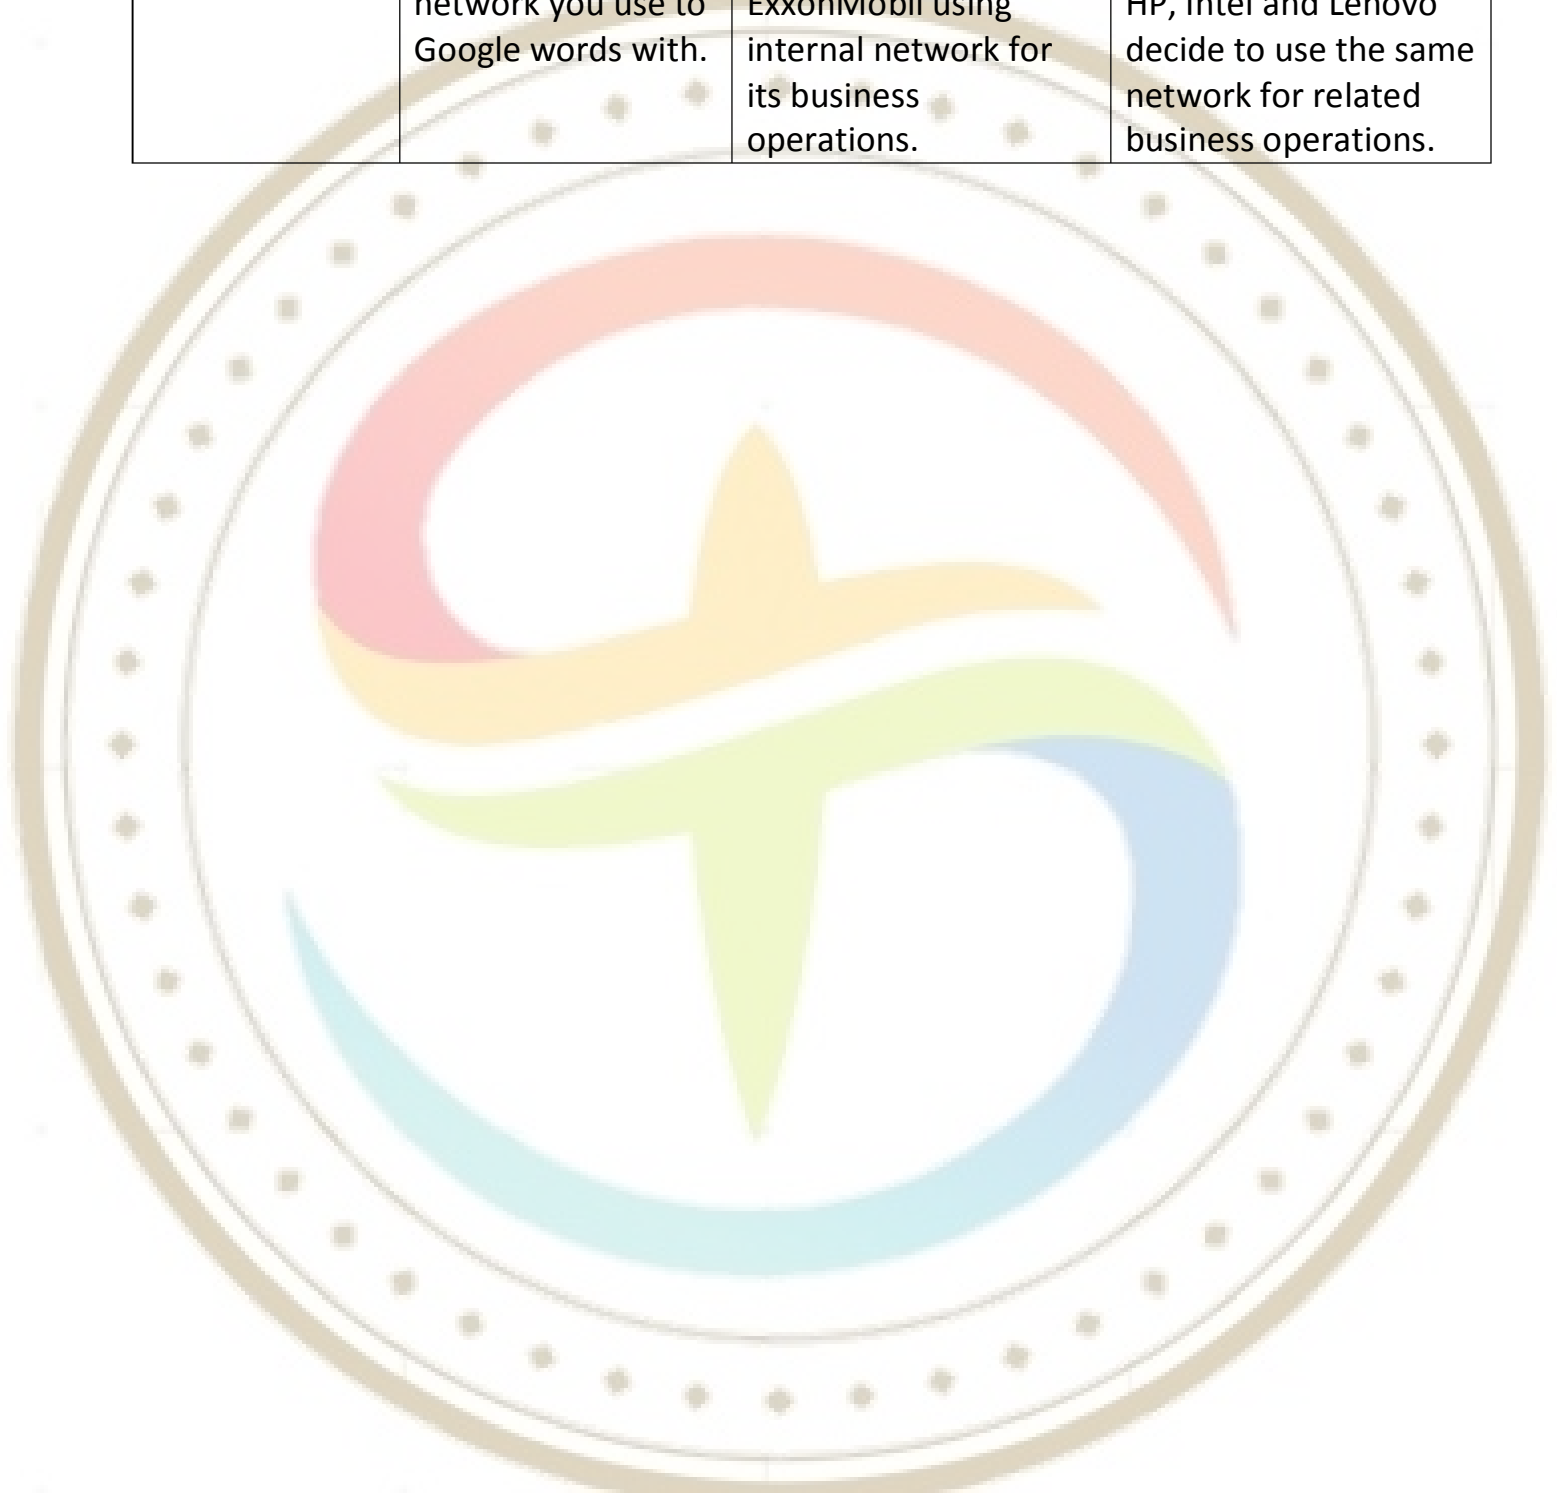 network you use to
Google words with.
ExxonMobil using
internal network for
its business
operations.
HP, Intel and Lenovo
decide to use the same
network for related
business operations.